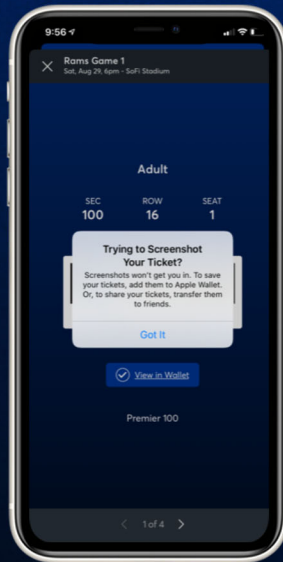 9:56
Rams Game 1
Sat, Aug 29, 6pm - SoFi Stadium
Adult
SEC ROW SEAT
100 16 1
Trying to Screenshot
Your Ticket?
Screenshots won't get you in. To save
your tickets, add them to Apple Wallet.
Or, to share your tickets, transfer them
to friends.
Got It
View in Wallet
Premier 100
1 of 4